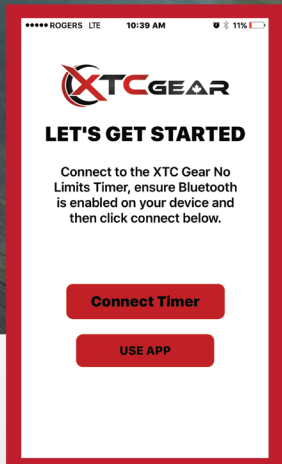 ROGERS LTE 10:39 AM 11%
XTCGEAR
LET'S GET STARTED
Connect to the XTC Gear No
Limits Timer, ensure Bluetooth
is enabled on your device and
then click connect below.
Connect Timer
USE APP